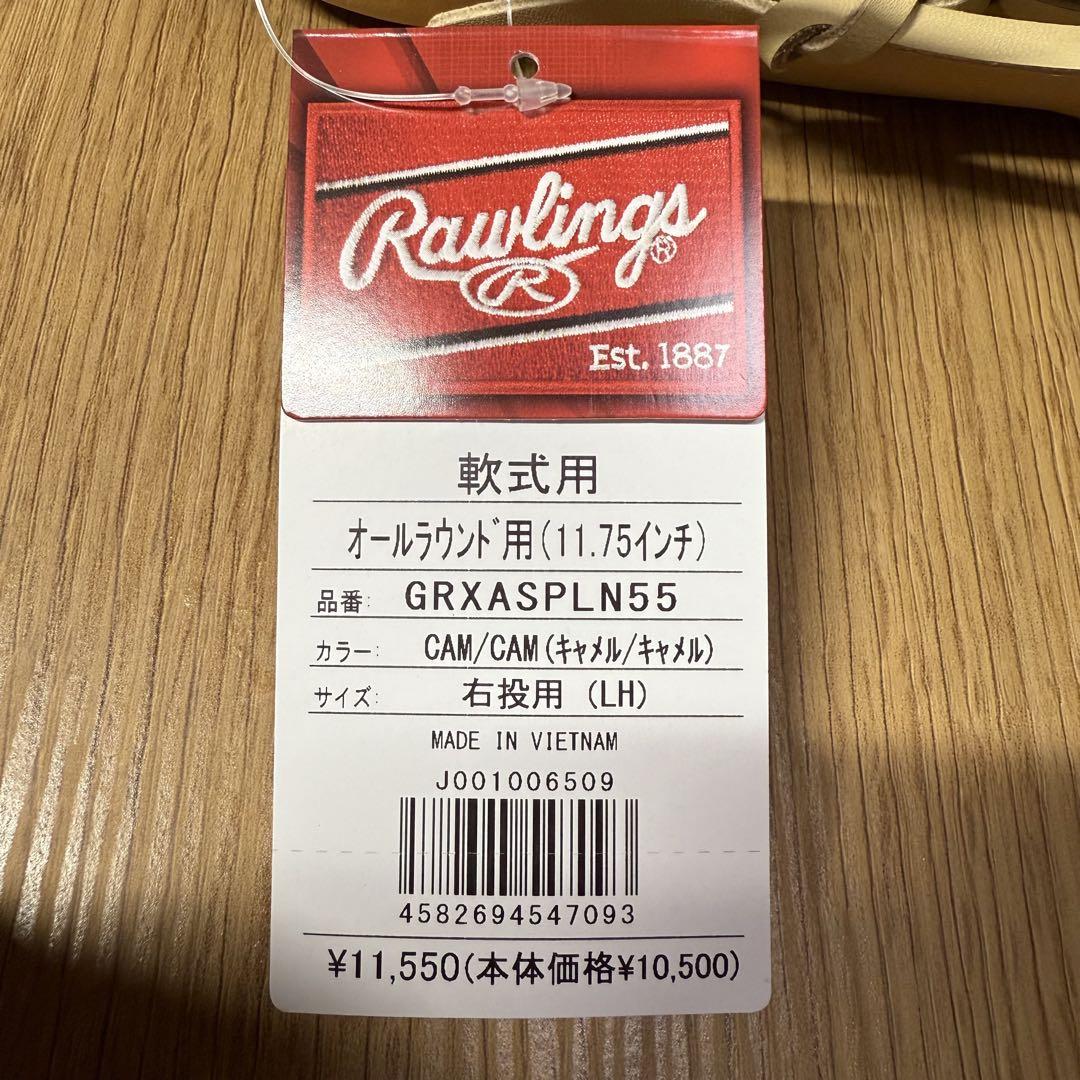 Rawlings®
R
Est. 1887
軟式用
オールラウンド用(11.75インチ)
品番: GRXASPLN55
カラー: CAM/CAM(キャメル/キャメル)
サイズ: 右投用 (LH)
MADE IN VIETNAM
J001006509
4582694547093
¥11,550(本体価格¥10,500)